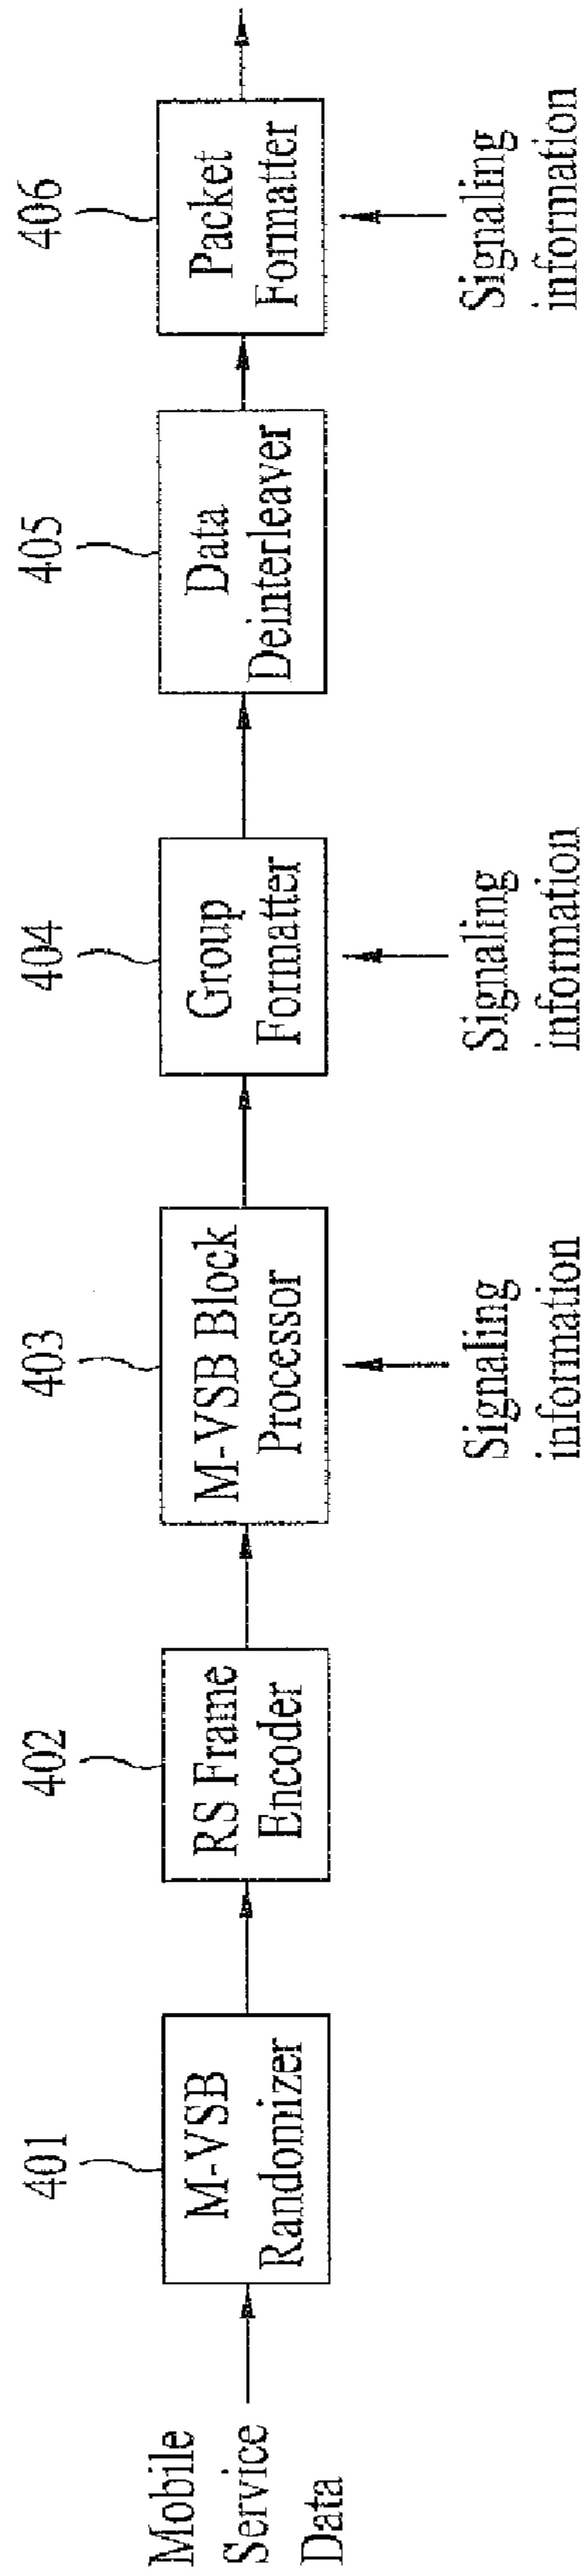 Mobile
Service
Data
401
M-VSB
Randomizer
402
RS Frame
Encoder
403
M-VSB Block
Processor
Signaling
information
404
Group
Formatter
Signaling
information
405
Data
Deinterleaver
406
Packet
Formatter
Signaling
information